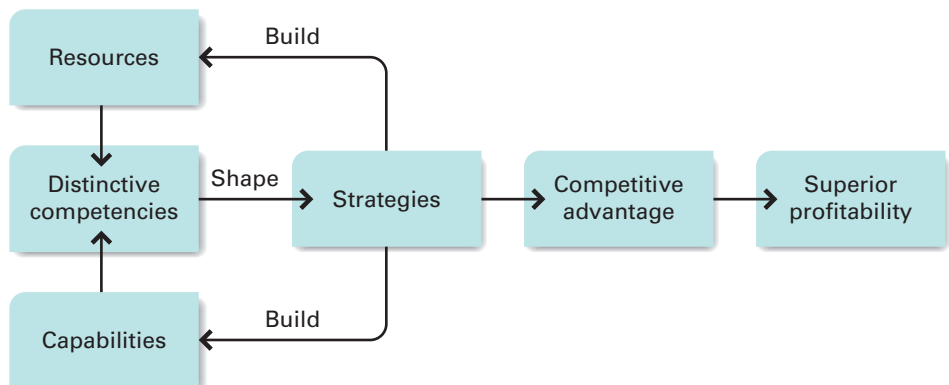 Build
Resources
Distinctive
competencies
Shape
Strategies
Competitive
advantage
Superior
profitability
Build
Capabilities